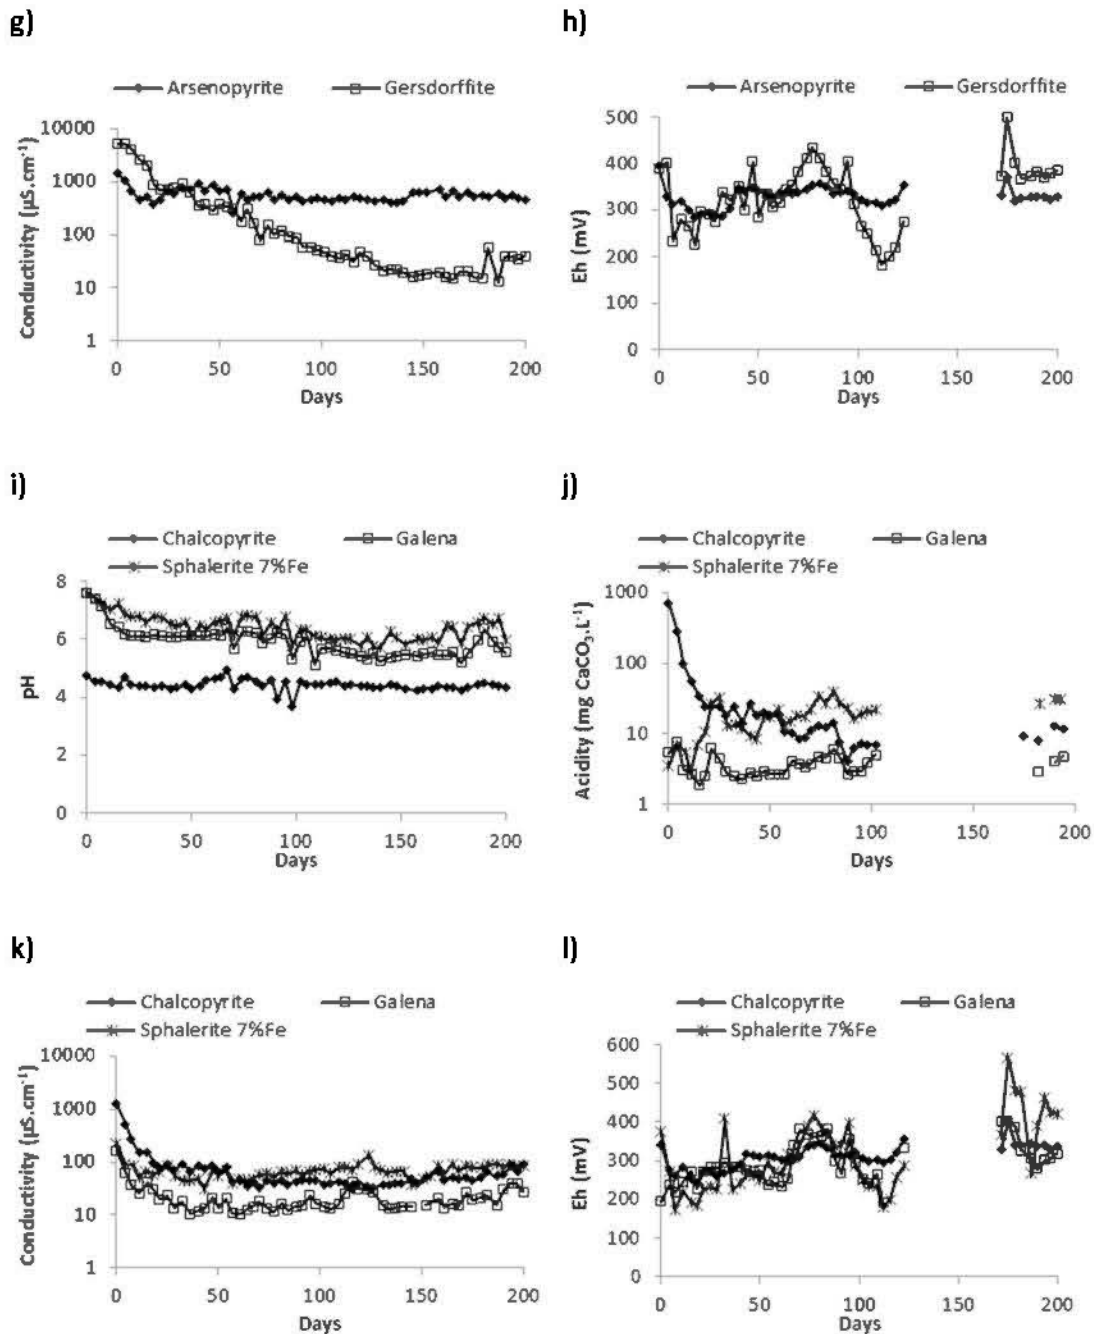 g)
Arsenopyrite Gersdorffite
Conductivity (µS.cm⁻¹)
10000
1000
100
10
1
0 50 100 150 200
Days
h)
Arsenopyrite Gersdorffite
Eh (mV)
500
400
300
200
100
0
0 50 100 150 200
Days
i)
Chalcopyrite Galena
Sphalerite 7%Fe
pH
8
6
4
2
0
0 50 100 150 200
Days
j)
Chalcopyrite Galena
Sphalerite 7%Fe
Acidity (mg CaCO₃.L⁻¹)
1000
100
10
1
0 50 100 150 200
Days
k)
Chalcopyrite Galena
Sphalerite 7%Fe
Conductivity (µS.cm⁻¹)
10000
1000
100
10
1
0 50 100 150 200
Days
l)
Chalcopyrite Galena
Sphalerite 7%Fe
Eh (mV)
600
500
400
300
200
100
0
0 50 100 150 200
Days